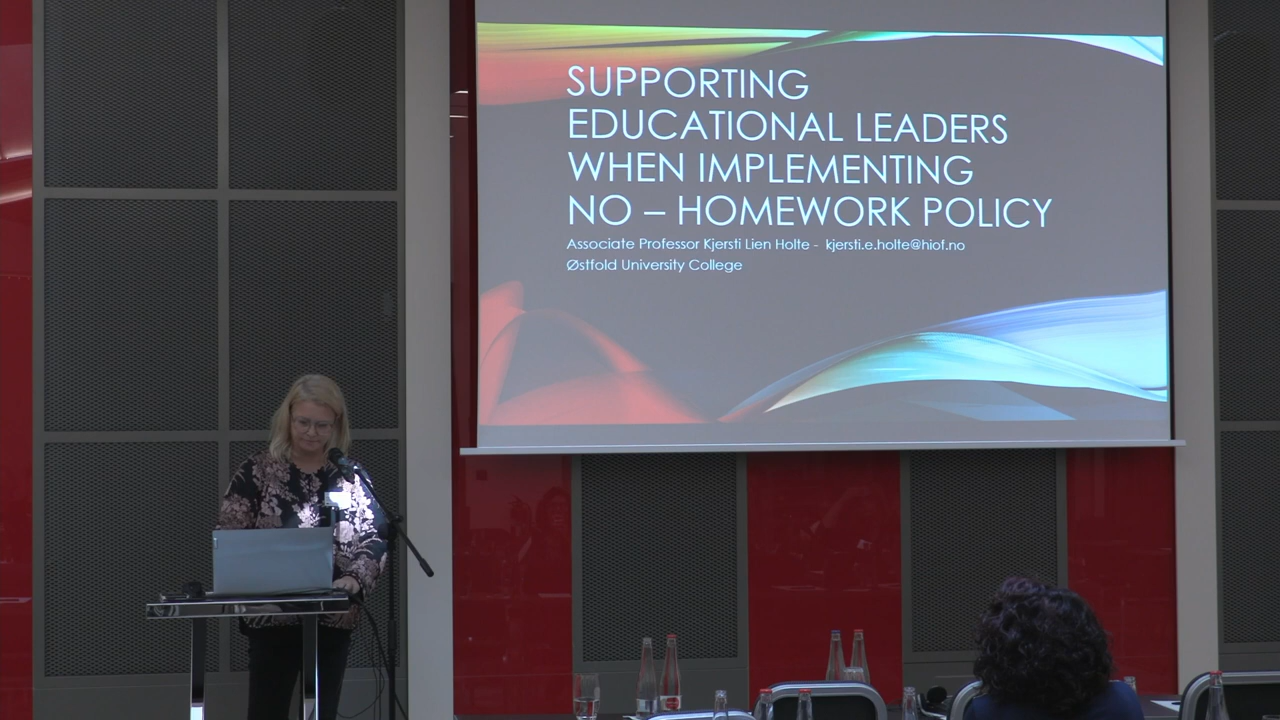 SUPPORTING
EDUCATIONAL LEADERS
WHEN IMPLEMENTING
NO – HOMEWORK POLICY
Associate Professor Kjersti Lien Holte - kjersti.e.holte@hiof.no
Østfold University College